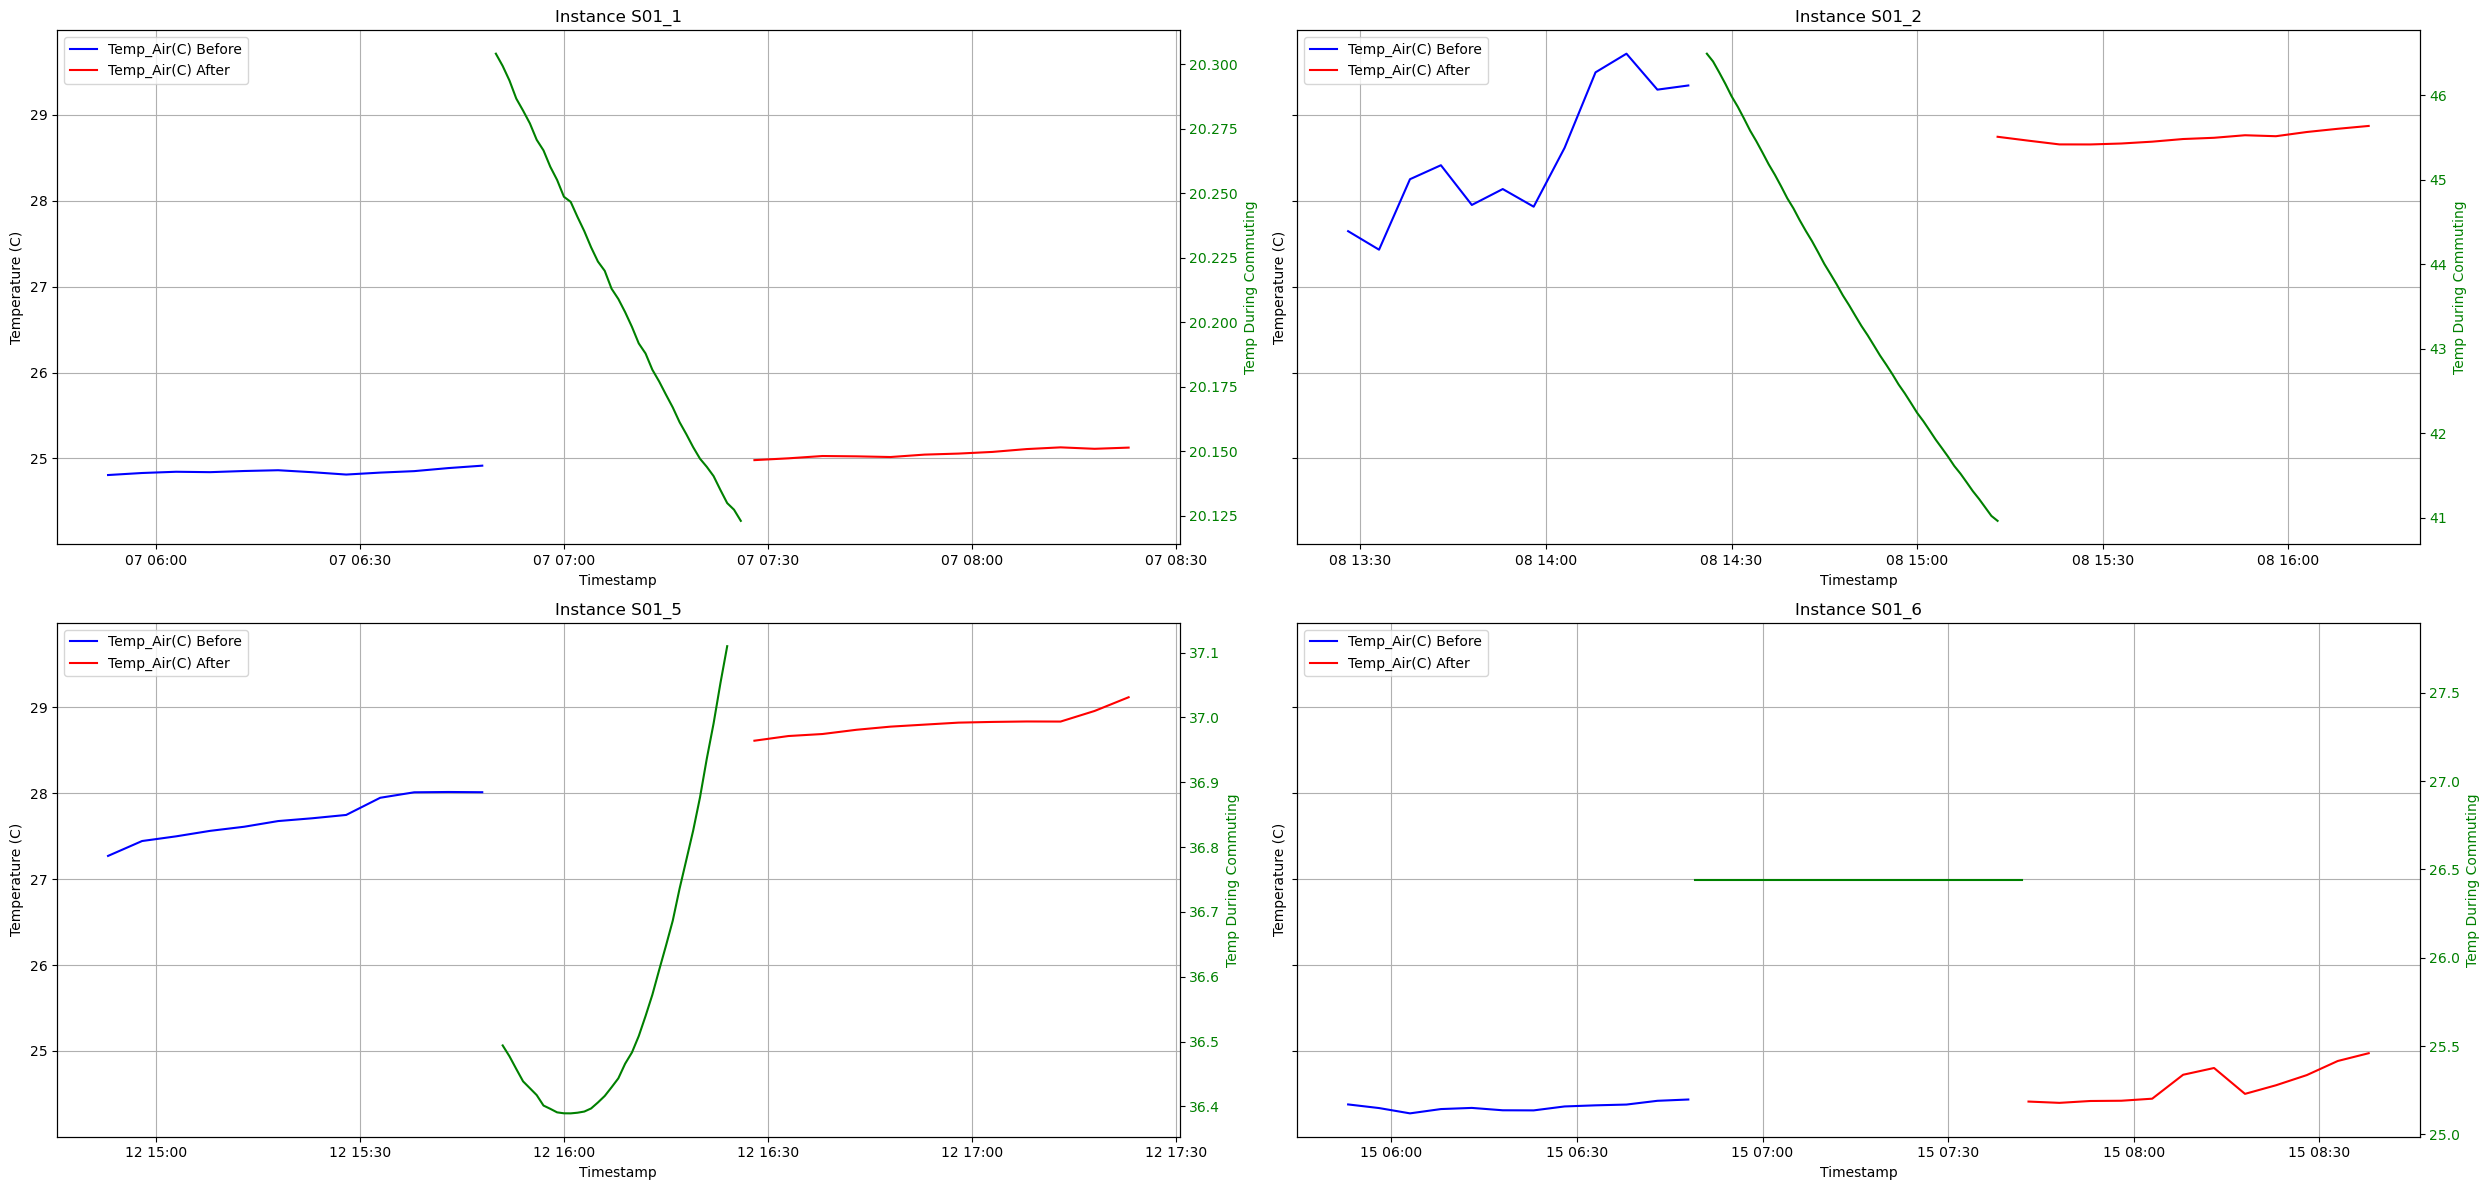 Instance S01_1
Temp_Air(C) Before
Temp_Air(C) After
29
28
27
26
25
Temperature (C)
20.300
20.275
20.250
20.225
20.200
20.175
20.150
20.125
Temp During Commuting
07 06:00 07 06:30 07 07:00 07 07:30 07 08:00 07 08:30
Timestamp
Instance S01_2
Temp_Air(C) Before
Temp_Air(C) After
Temperature (C)
46
45
44
43
42
41
Temp During Commuting
08 13:30 08 14:00 08 14:30 08 15:00 08 15:30 08 16:00
Timestamp
Instance S01_5
Temp_Air(C) Before
Temp_Air(C) After
29
28
27
26
25
Temperature (C)
37.1
37.0
36.9
36.8
36.7
36.6
36.5
36.4
Temp During Commuting
12 15:00 12 15:30 12 16:00 12 16:30 12 17:00 12 17:30
Timestamp
Instance S01_6
Temp_Air(C) Before
Temp_Air(C) After
Temperature (C)
27.5
27.0
26.5
26.0
25.5
25.0
Temp During Commuting
15 06:00 15 06:30 15 07:00 15 07:30 15 08:00 15 08:30
Timestamp